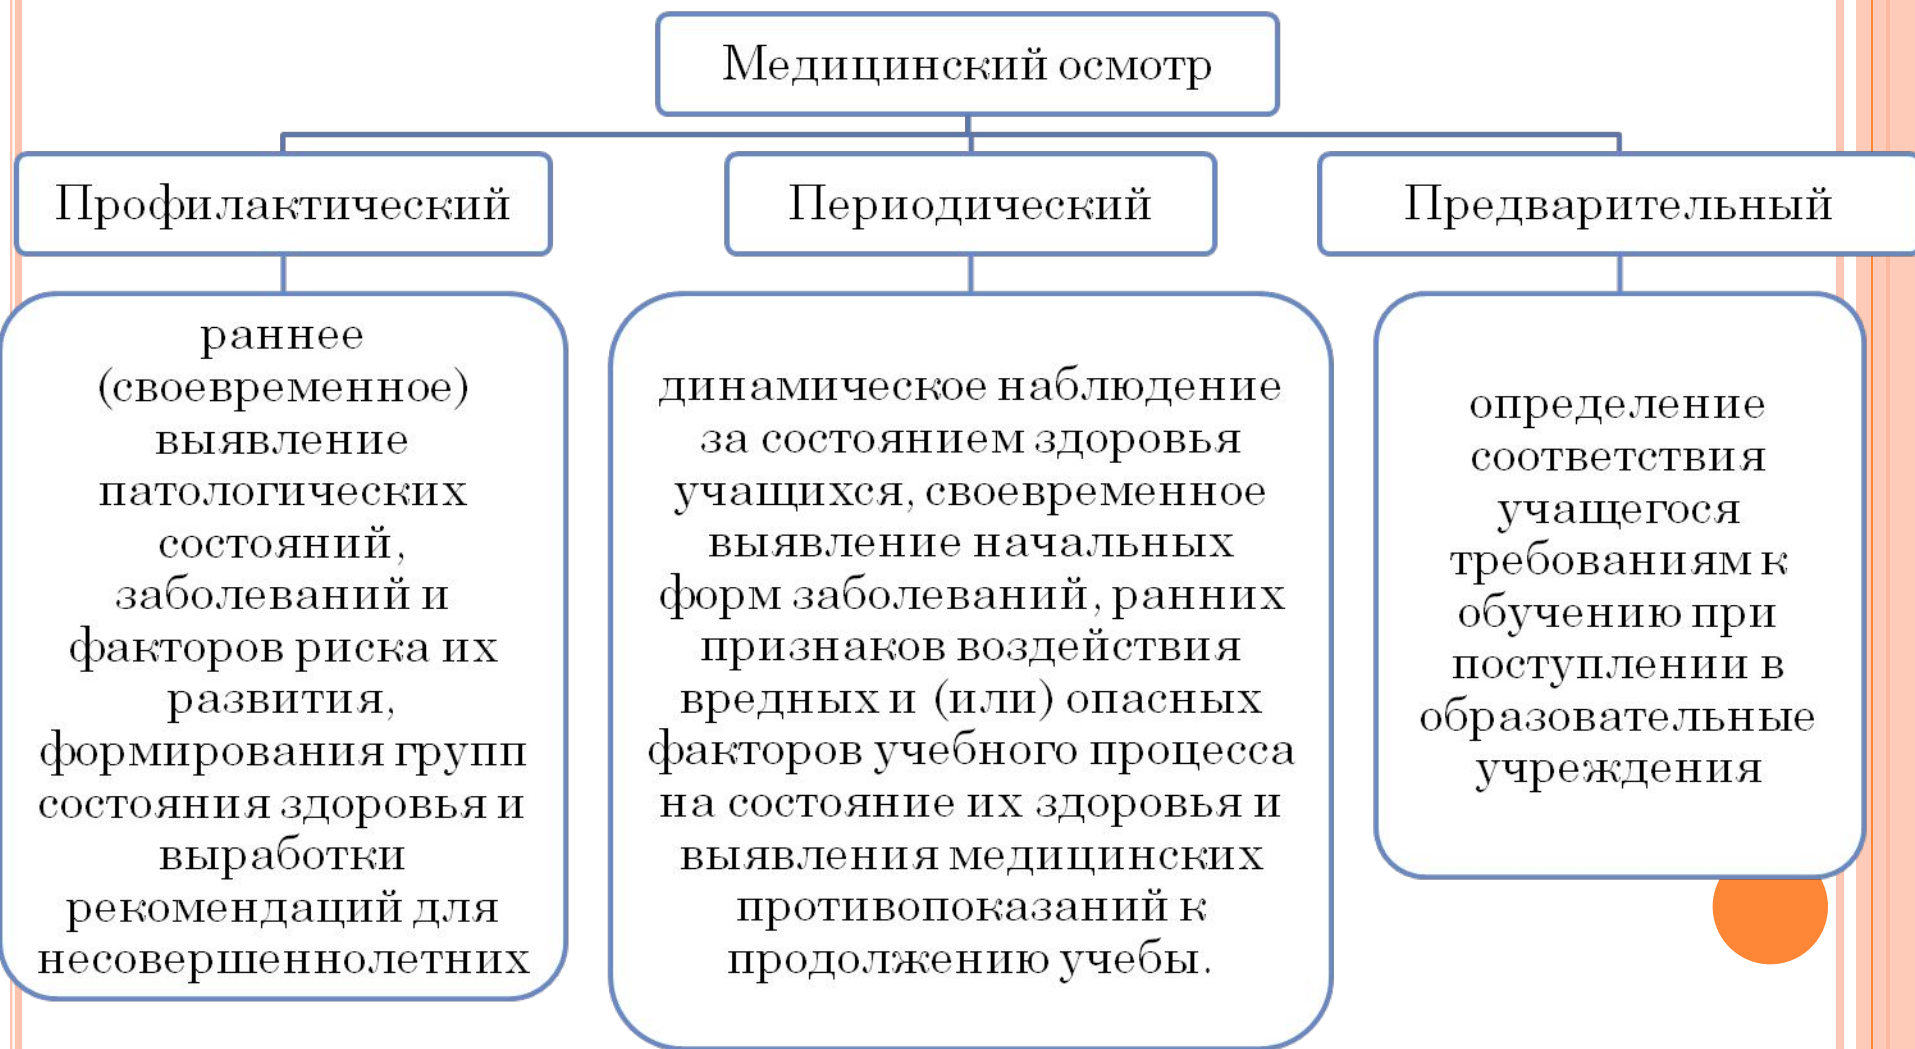 Медицинский осмотр
Профилактический
Периодический
Предварительный
раннее
(своевременное)
выявление
патологических
состояний,
заболеваний и
факторов риска их
развития,
формирования групп
состояния здоровья и
выработки
рекомендаций для
несовершеннолетних
динамическое наблюдение
за состоянием здоровья
учащихся, своевременное
выявление начальных
форм заболеваний, ранних
признаков воздействия
вредных и (или) опасных
факторов учебного процесса
на состояние их здоровья и
выявления медицинских
противопоказаний к
продолжению учебы.
определение
соответствия
учащегося
требованиям к
обучению при
поступлении в
образовательные
учреждения